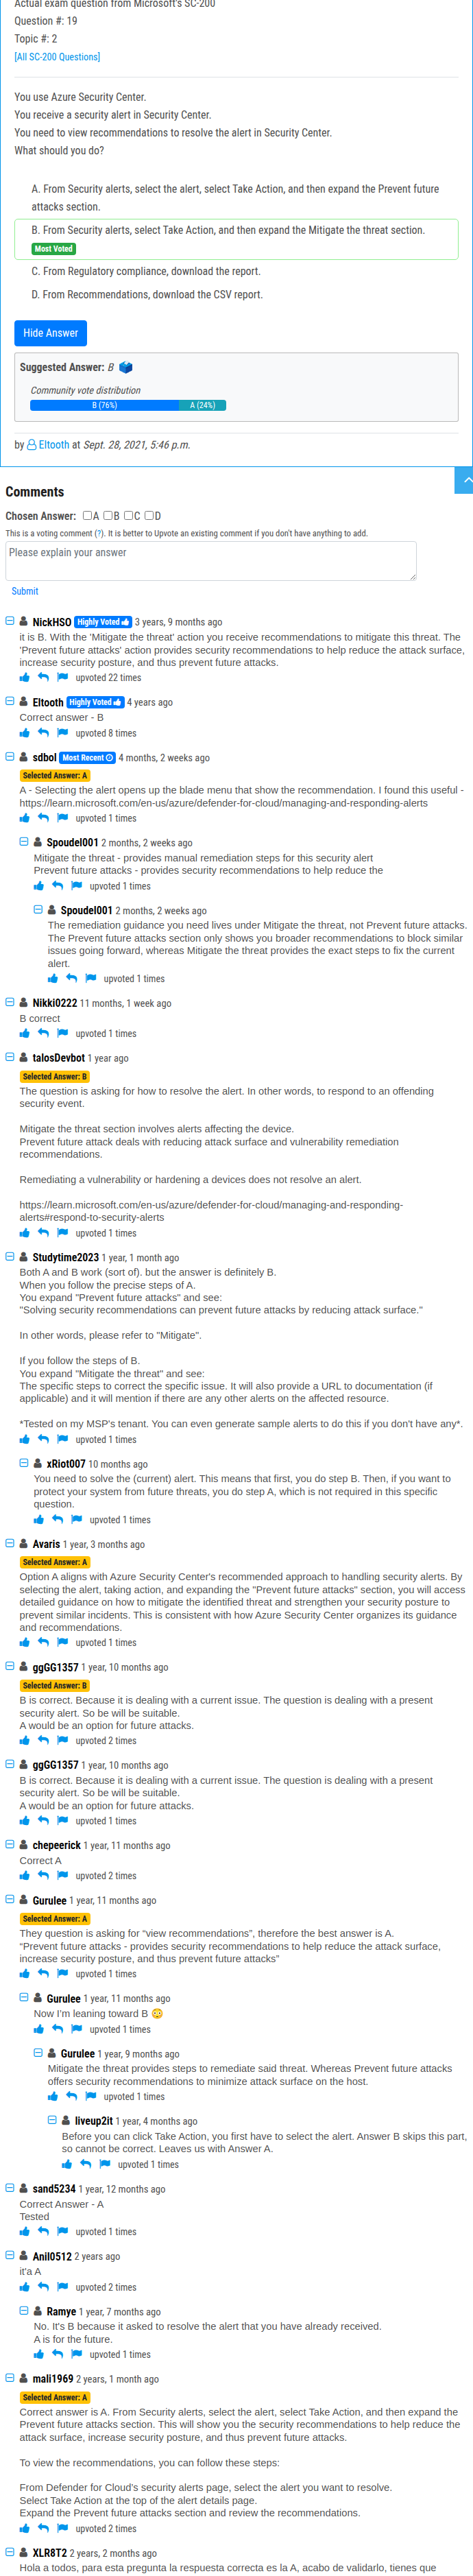 Actual exam question from Microsoft's SC-200
Question #: 19
Topic #: 2
[All SC-200 Questions]
You use Azure Security Center.
You receive a security alert in Security Center.
You need to view recommendations to resolve the alert in Security Center.
What should you do?
A. From Security alerts, select the alert, select Take Action, and then expand the Prevent future
attacks section.
B. From Security alerts, select Take Action, and then expand the Mitigate the threat section.
Most Voted
C. From Regulatory compliance, download the report.
D. From Recommendations, download the CSV report.
Hide Answer
Suggested Answer: B
Community vote distribution
B (76%) A (24%)
by Eltooth at Sept. 28, 2021, 5:46 p.m.
Comments
Chosen Answer: A B C D
This is a voting comment (?). It is better to Upvote an existing comment if you don't have anything to add.
Please explain your answer
Submit
NickHSO Highly Voted 3 years, 9 months ago
it is B. With the 'Mitigate the threat' action you receive recommendations to mitigate this threat. The
'Prevent future attacks' action provides security recommendations to help reduce the attack surface,
increase security posture, and thus prevent future attacks.
upvoted 22 times
Eltooth Highly Voted 4 years ago
Correct answer - B
upvoted 8 times
sdbol Most Recent 4 months, 2 weeks ago
Selected Answer: A
A - Selecting the alert opens up the blade menu that show the recommendation. I found this useful -
https://learn.microsoft.com/en-us/azure/defender-for-cloud/managing-and-responding-alerts
upvoted 1 times
Spoudel001 2 months, 2 weeks ago
Mitigate the threat - provides manual remediation steps for this security alert
Prevent future attacks - provides security recommendations to help reduce the
upvoted 1 times
Spoudel001 2 months, 2 weeks ago
The remediation guidance you need lives under Mitigate the threat, not Prevent future attacks.
The Prevent future attacks section only shows you broader recommendations to block similar
issues going forward, whereas Mitigate the threat provides the exact steps to fix the current
alert.
upvoted 1 times
Nikki0222 11 months, 1 week ago
B correct
upvoted 1 times
talosDevbot 1 year ago
Selected Answer: B
The question is asking for how to resolve the alert. In other words, to respond to an offending
security event.
Mitigate the threat section involves alerts affecting the device.
Prevent future attack deals with reducing attack surface and vulnerability remediation
recommendations.
Remediating a vulnerability or hardening a devices does not resolve an alert.
https://learn.microsoft.com/en-us/azure/defender-for-cloud/managing-and-responding-
alerts#respond-to-security-alerts
upvoted 1 times
Studytime2023 1 year, 1 month ago
Both A and B work (sort of). but the answer is definitely B.
When you follow the precise steps of A.
You expand "Prevent future attacks" and see:
"Solving security recommendations can prevent future attacks by reducing attack surface."
In other words, please refer to "Mitigate".
If you follow the steps of B.
You expand "Mitigate the threat" and see:
The specific steps to correct the specific issue. It will also provide a URL to documentation (if
applicable) and it will mention if there are any other alerts on the affected resource.
*Tested on my MSP's tenant. You can even generate sample alerts to do this if you don't have any*.
upvoted 1 times
xRiot007 10 months ago
You need to solve the (current) alert. This means that first, you do step B. Then, if you want to
protect your system from future threats, you do step A, which is not required in this specific
question.
upvoted 1 times
Avaris 1 year, 3 months ago
Selected Answer: A
Option A aligns with Azure Security Center's recommended approach to handling security alerts. By
selecting the alert, taking action, and expanding the "Prevent future attacks" section, you will access
detailed guidance on how to mitigate the identified threat and strengthen your security posture to
prevent similar incidents. This is consistent with how Azure Security Center organizes its guidance
and recommendations.
upvoted 1 times
ggGG1357 1 year, 10 months ago
Selected Answer: B
B is correct. Because it is dealing with a current issue. The question is dealing with a present
security alert. So be will be suitable.
A would be an option for future attacks.
upvoted 2 times
ggGG1357 1 year, 10 months ago
B is correct. Because it is dealing with a current issue. The question is dealing with a present
security alert. So be will be suitable.
A would be an option for future attacks.
upvoted 1 times
chepeerick 1 year, 11 months ago
Correct A
upvoted 2 times
Gurulee 1 year, 11 months ago
Selected Answer: A
They question is asking for “view recommendations”, therefore the best answer is A.
“Prevent future attacks - provides security recommendations to help reduce the attack surface,
increase security posture, and thus prevent future attacks”
upvoted 1 times
Gurulee 1 year, 11 months ago
Now I’m leaning toward B 😳
upvoted 1 times
Gurulee 1 year, 9 months ago
Mitigate the threat provides steps to remediate said threat. Whereas Prevent future attacks
offers security recommendations to minimize attack surface on the host.
upvoted 1 times
liveup2it 1 year, 4 months ago
Before you can click Take Action, you first have to select the alert. Answer B skips this part,
so cannot be correct. Leaves us with Answer A.
upvoted 1 times
sand5234 1 year, 12 months ago
Correct Answer - A
Tested
upvoted 1 times
Anil0512 2 years ago
it'a A
upvoted 2 times
Ramye 1 year, 7 months ago
No. It's B because it asked to resolve the alert that you have already received.
A is for the future.
upvoted 1 times
mali1969 2 years, 1 month ago
Selected Answer: A
Correct answer is A. From Security alerts, select the alert, select Take Action, and then expand the
Prevent future attacks section. This will show you the security recommendations to help reduce the
attack surface, increase security posture, and thus prevent future attacks.
To view the recommendations, you can follow these steps:
From Defender for Cloud's security alerts page, select the alert you want to resolve.
Select Take Action at the top of the alert details page.
Expand the Prevent future attacks section and review the recommendations.
upvoted 2 times
XLR8T2 2 years, 2 months ago
Hola a todos, para esta pregunta la respuesta correcta es la A, acabo de validarlo, tienes que